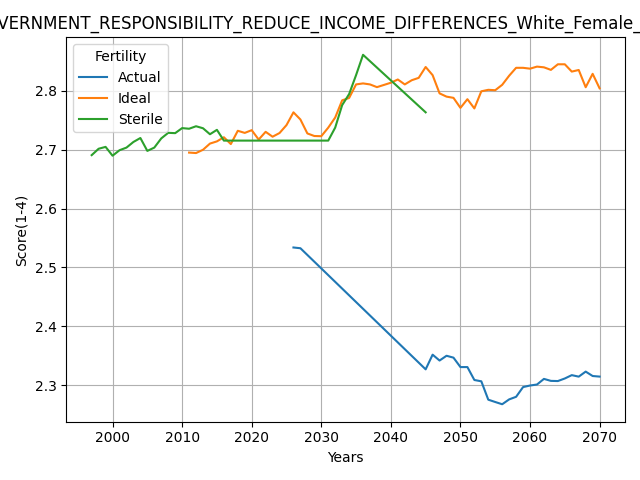 VERNMENT_RESPONSIBILITY_REDUCE_INCOME_DIFFERENCES_White_Female_
Fertility
Actual
Ideal
Sterile
Score(1-4)
2.8
2.7
2.6
2.5
2.4
2.3
2000
2010
2020
2030
2040
2050
2060
2070
Years